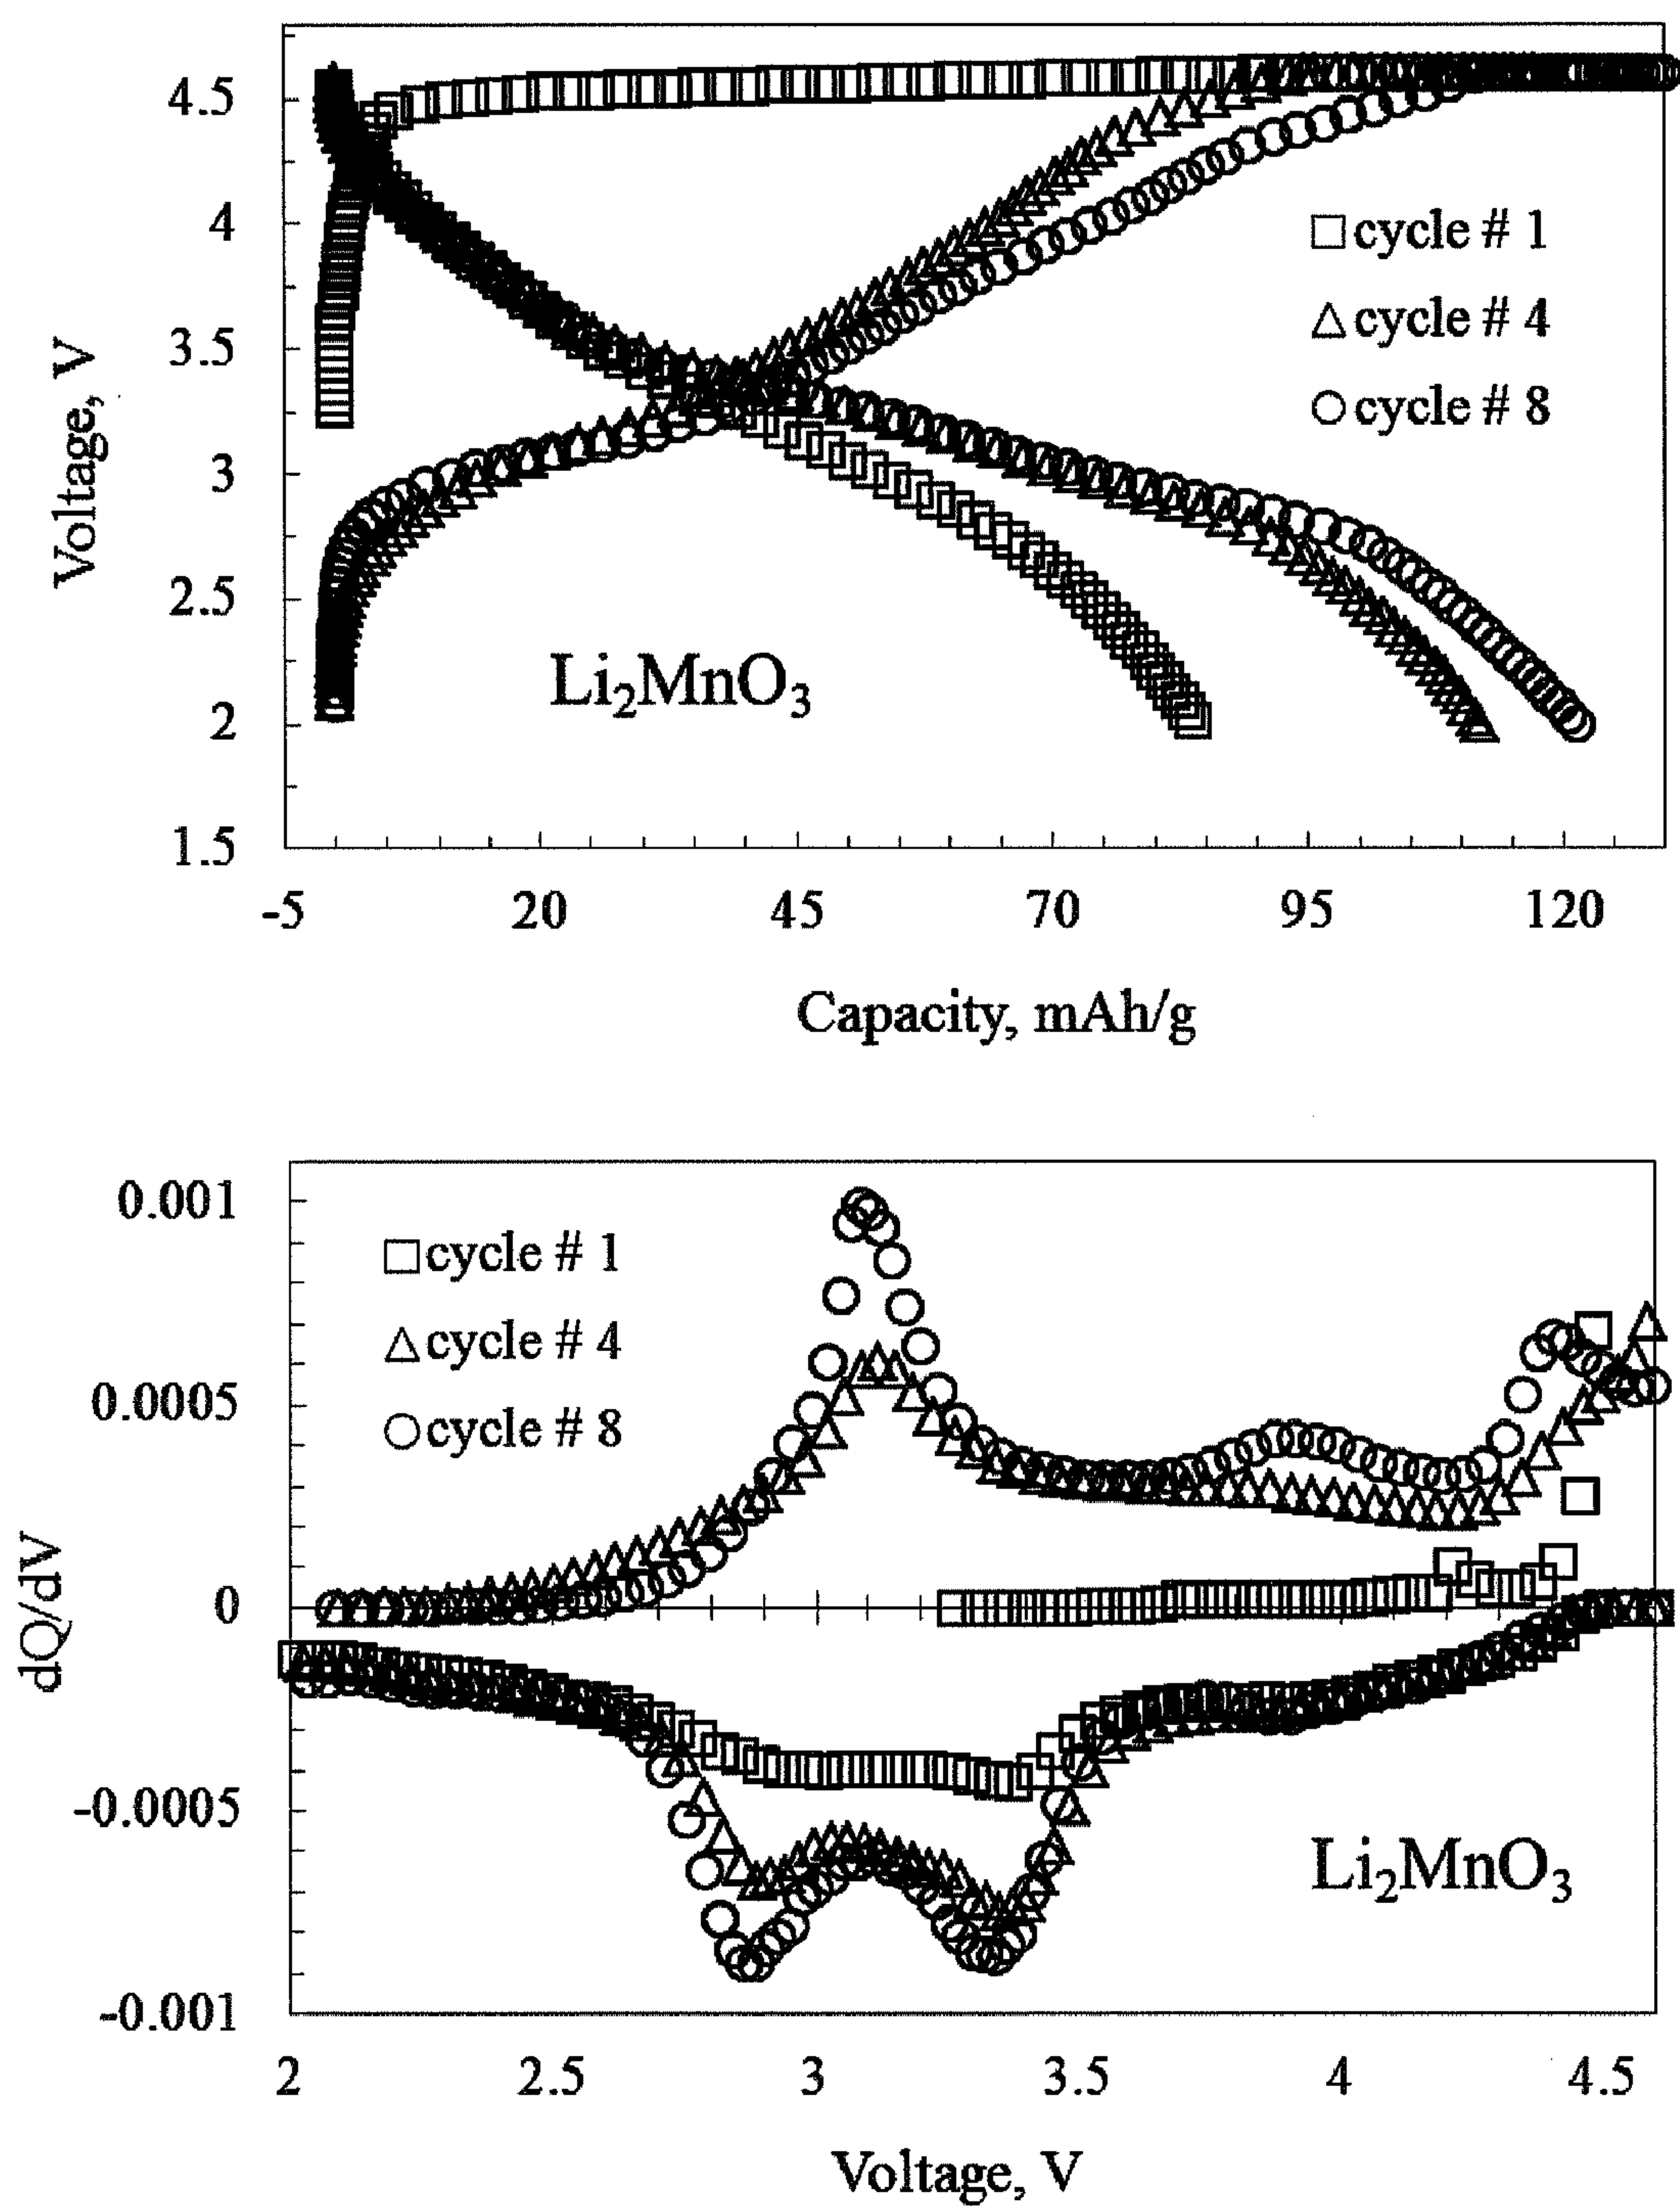 4.5
4
3.5
3
2.5
2
1.5
Voltage, V
cycle # 1
cycle # 4
cycle # 8
Li₂MnO₃
-5 20 45 70 95 120
Capacity, mAh/g
0.001
0.0005
0
-0.0005
-0.001
dQ/dV
cycle # 1
cycle # 4
cycle # 8
Li₂MnO₃
2 2.5 3 3.5 4 4.5
Voltage, V